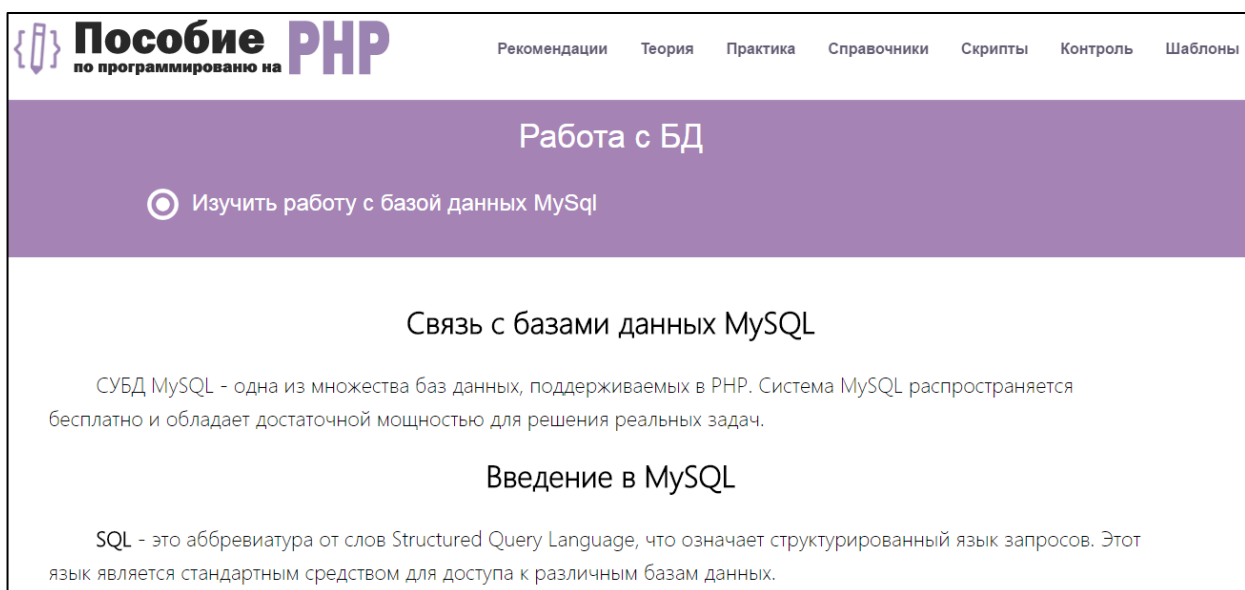 Пособие PHP
по программированю на
Рекомендации Теория Практика Справочники Скрипты Контроль Шаблоны
Работа с БД
Изучить работу с базой данных MySql
Связь с базами данных MySQL
СУБД MySQL - одна из множества баз данных, поддерживаемых в PHP. Система MySQL распространяется
бесплатно и обладает достаточной мощностью для решения реальных задач.
Введение в MySQL
SQL - это аббревиатура от слов Structured Query Language, что означает структурированный язык запросов. Этот
язык является стандартным средством для доступа к различным базам данных.